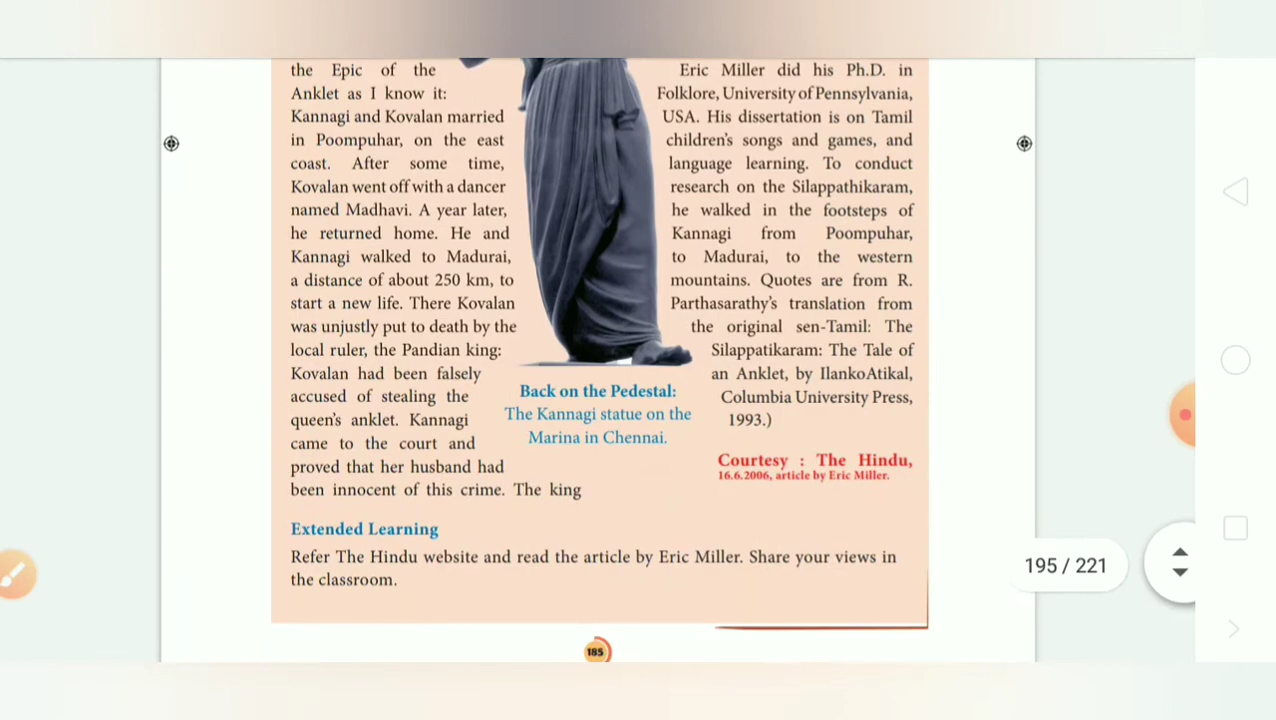 the Epic of the
Anklet as I know it:
Kannagi and Kovalan married
in Poompuhar, on the east
coast. After some time,
Kovalan went off with a dancer
named Madhavi. A year later,
he returned home. He and
Kannagi walked to Madurai,
a distance of about 250 km, to
start a new life. There Kovalan
was unjustly put to death by the
local ruler, the Pandian king:
Kovalan had been falsely
accused of stealing the
queen's anklet. Kannagi
came to the court and
proved that her husband had
been innocent of this crime. The king
Back on the Pedestal:
The Kannagi statue on the
Marina in Chennai.
Eric Miller did his Ph.D. in
Folklore, University of Pennsylvania,
USA. His dissertation is on Tamil
children's songs and games, and
language learning. To conduct
research on the Silappathikaram,
he walked in the footsteps of
Kannagi from Poompuhar,
to Madurai, to the western
mountains. Quotes are from R.
Parthasarathy's translation from
the original sen-Tamil: The
Silappatikaram: The Tale of
an Anklet, by IlankoAtikal,
Columbia University Press,
1993.)
Courtesy : The Hindu,
16.6.2006, article by Eric Miller.
Extended Learning
Refer The Hindu website and read the article by Eric Miller. Share your views in
the classroom.
185
195 / 221